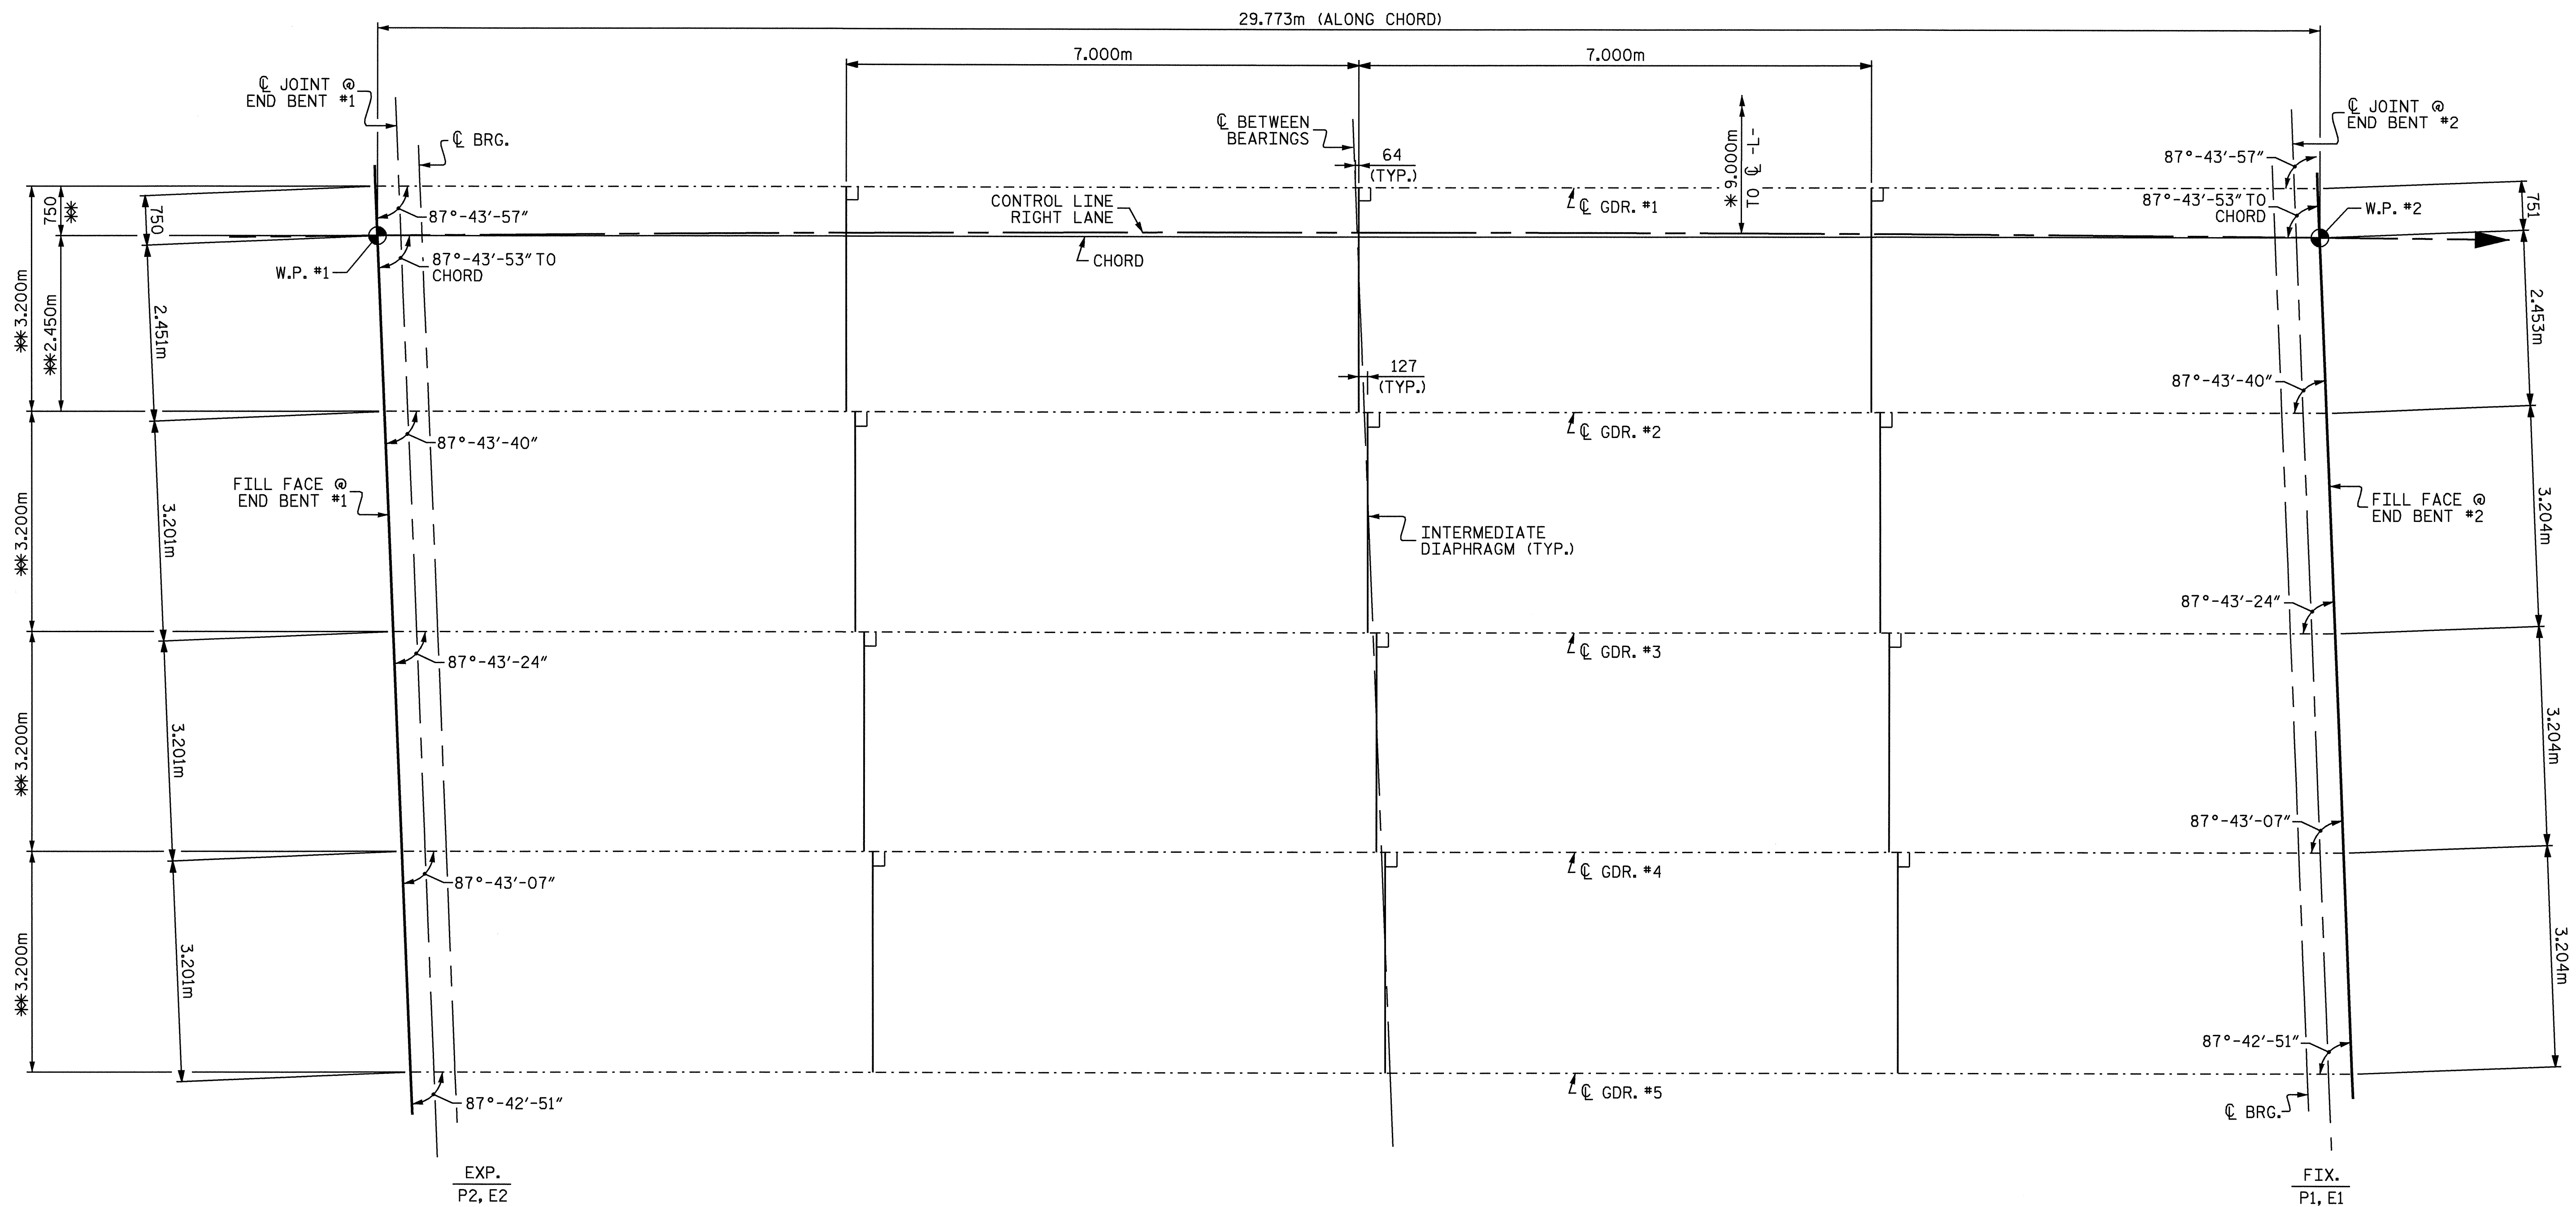 29.773m (ALONG CHORD)
7.000m
7.000m
℄ JOINT @
END BENT #1
℄ BRG.
℄ BETWEEN
BEARINGS
64
(TYP.)
* 9.000m
TO ℄ -L-
℄ JOINT @
END BENT #2
87°-43'-57"
87°-43'-53" TO
CHORD
W.P. #2
751
750
**
750
87°-43'-57"
CONTROL LINE
RIGHT LANE
℄ GDR. #1
W.P. #1
87°-43'-53" TO
CHORD
CHORD
**3.200m
**2.450m
2.451m
2.453m
127
(TYP.)
87°-43'-40"
87°-43'-40"
℄ GDR. #2
FILL FACE @
END BENT #1
FILL FACE @
END BENT #2
**3.200m
3.201m
3.204m
INTERMEDIATE
DIAPHRAGM (TYP.)
87°-43'-24"
87°-43'-24"
℄ GDR. #3
**3.200m
3.201m
3.204m
87°-43'-07"
87°-43'-07"
℄ GDR. #4
**3.200m
3.201m
3.204m
87°-42'-51"
87°-42'-51"
℄ GDR. #5
℄ BRG.
EXP.
P2, E2
FIX.
P1, E1